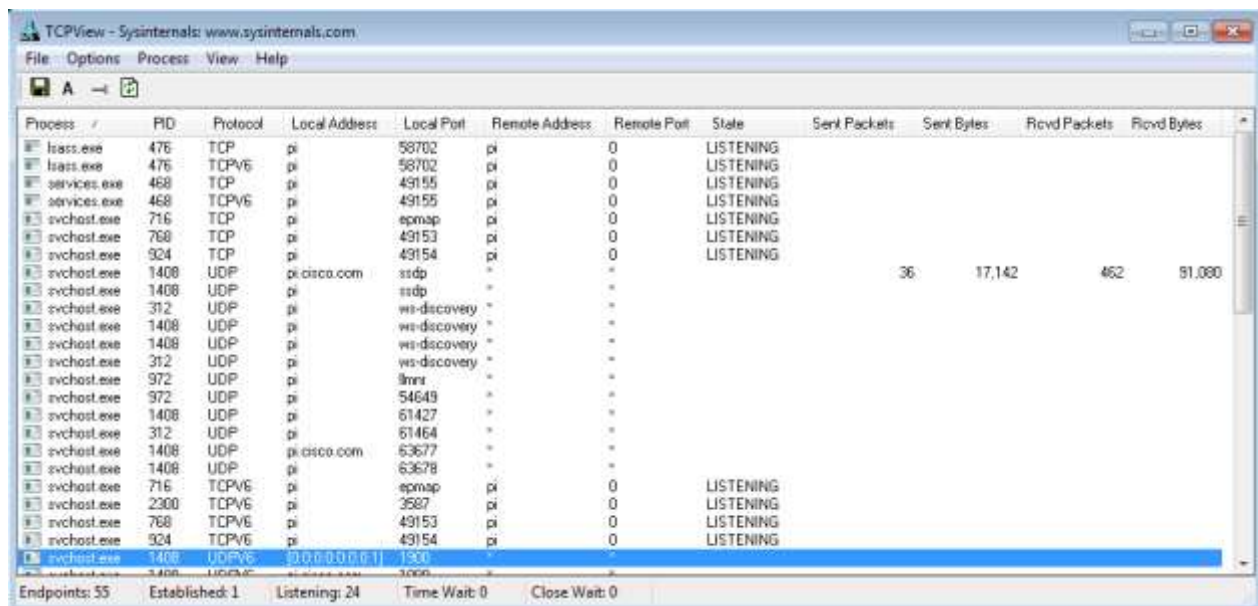 TCPView - Sysinternals: www.sysinternals.com
File Options Process View Help
A
Process / PID Protocol Local Address Local Port Remote Address Remote Port State Sent Packets Sent Bytes Rcvd Packets Rcvd Bytes
lsass.exe 476 TCP pi 58702 pi 0 LISTENING
lsass.exe 476 TCPV6 pi 58702 pi 0 LISTENING
services.exe 468 TCP pi 49155 pi 0 LISTENING
services.exe 468 TCPV6 pi 49155 pi 0 LISTENING
svchost.exe 716 TCP pi epmap pi 0 LISTENING
svchost.exe 768 TCP pi 49153 pi 0 LISTENING
svchost.exe 924 TCP pi 49154 pi 0 LISTENING
svchost.exe 1408 UDP pi.cisco.com ssdp * * 36 17,142 462 91,080
svchost.exe 1408 UDP pi ssdp * *
svchost.exe 312 UDP pi ws-discovery * *
svchost.exe 1408 UDP pi ws-discovery * *
svchost.exe 1408 UDP pi ws-discovery * *
svchost.exe 312 UDP pi ws-discovery * *
svchost.exe 972 UDP pi llmnr * *
svchost.exe 972 UDP pi 54649 * *
svchost.exe 1408 UDP pi 61427 * *
svchost.exe 312 UDP pi 61464 * *
svchost.exe 1408 UDP pi.cisco.com 63677 * *
svchost.exe 1408 UDP pi 63678 * *
svchost.exe 716 TCPV6 pi epmap pi 0 LISTENING
svchost.exe 2300 TCPV6 pi 3587 pi 0 LISTENING
svchost.exe 768 TCPV6 pi 49153 pi 0 LISTENING
svchost.exe 924 TCPV6 pi 49154 pi 0 LISTENING
svchost.exe 1408 UDPV6 [0:0:0:0:0:0:0:1] 1900 * *
Endpoints: 55 Established: 1 Listening: 24 Time Wait: 0 Close Wait: 0